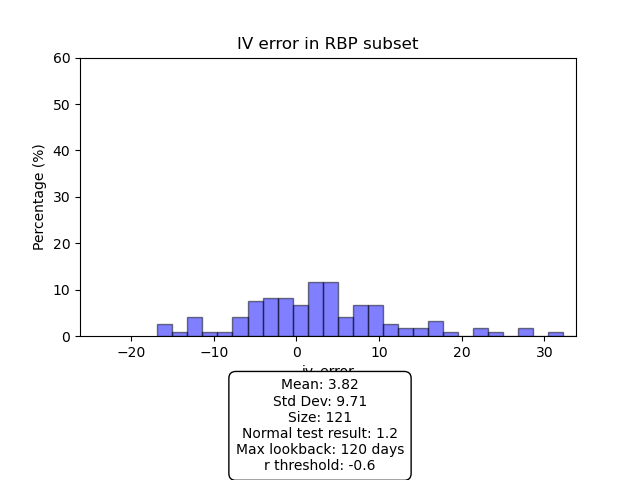 IV error in RBP subset
60
50
40
30
20
10
0
Percentage (%)
−20 −10 0 10 20 30
iv_error
Mean: 3.82
Std Dev: 9.71
Size: 121
Normal test result: 1.2
Max lookback: 120 days
r threshold: -0.6